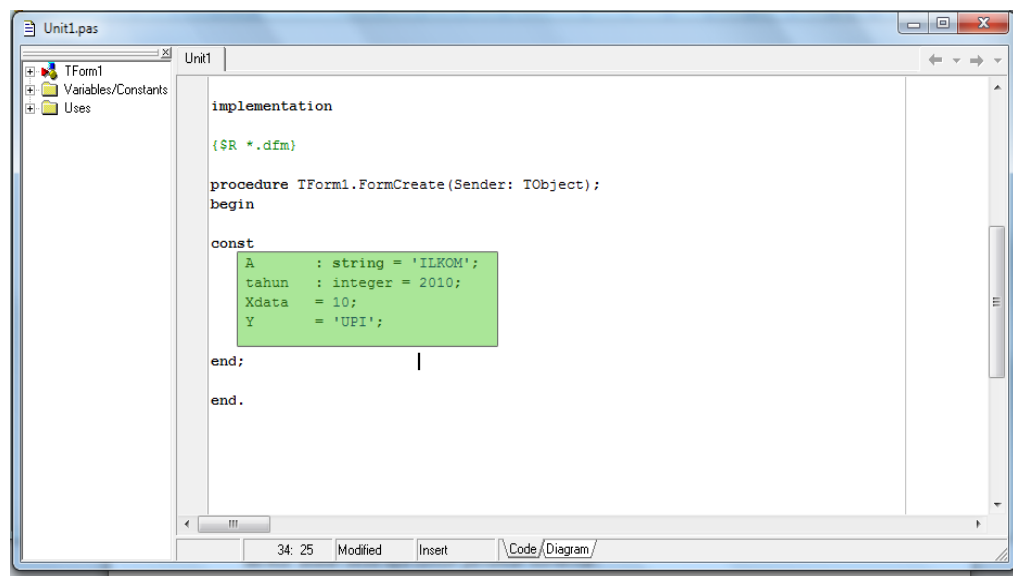 Unit1.pas
TForm1
Variables/Constants
Uses
Unit1
implementation
{$R *.dfm}
procedure TForm1.FormCreate(Sender: TObject);
begin
const
A : string = 'ILKOM';
tahun : integer = 2010;
Xdata = 10;
Y = 'UPI';
end;
end.
34: 25 Modified Insert Code Diagram